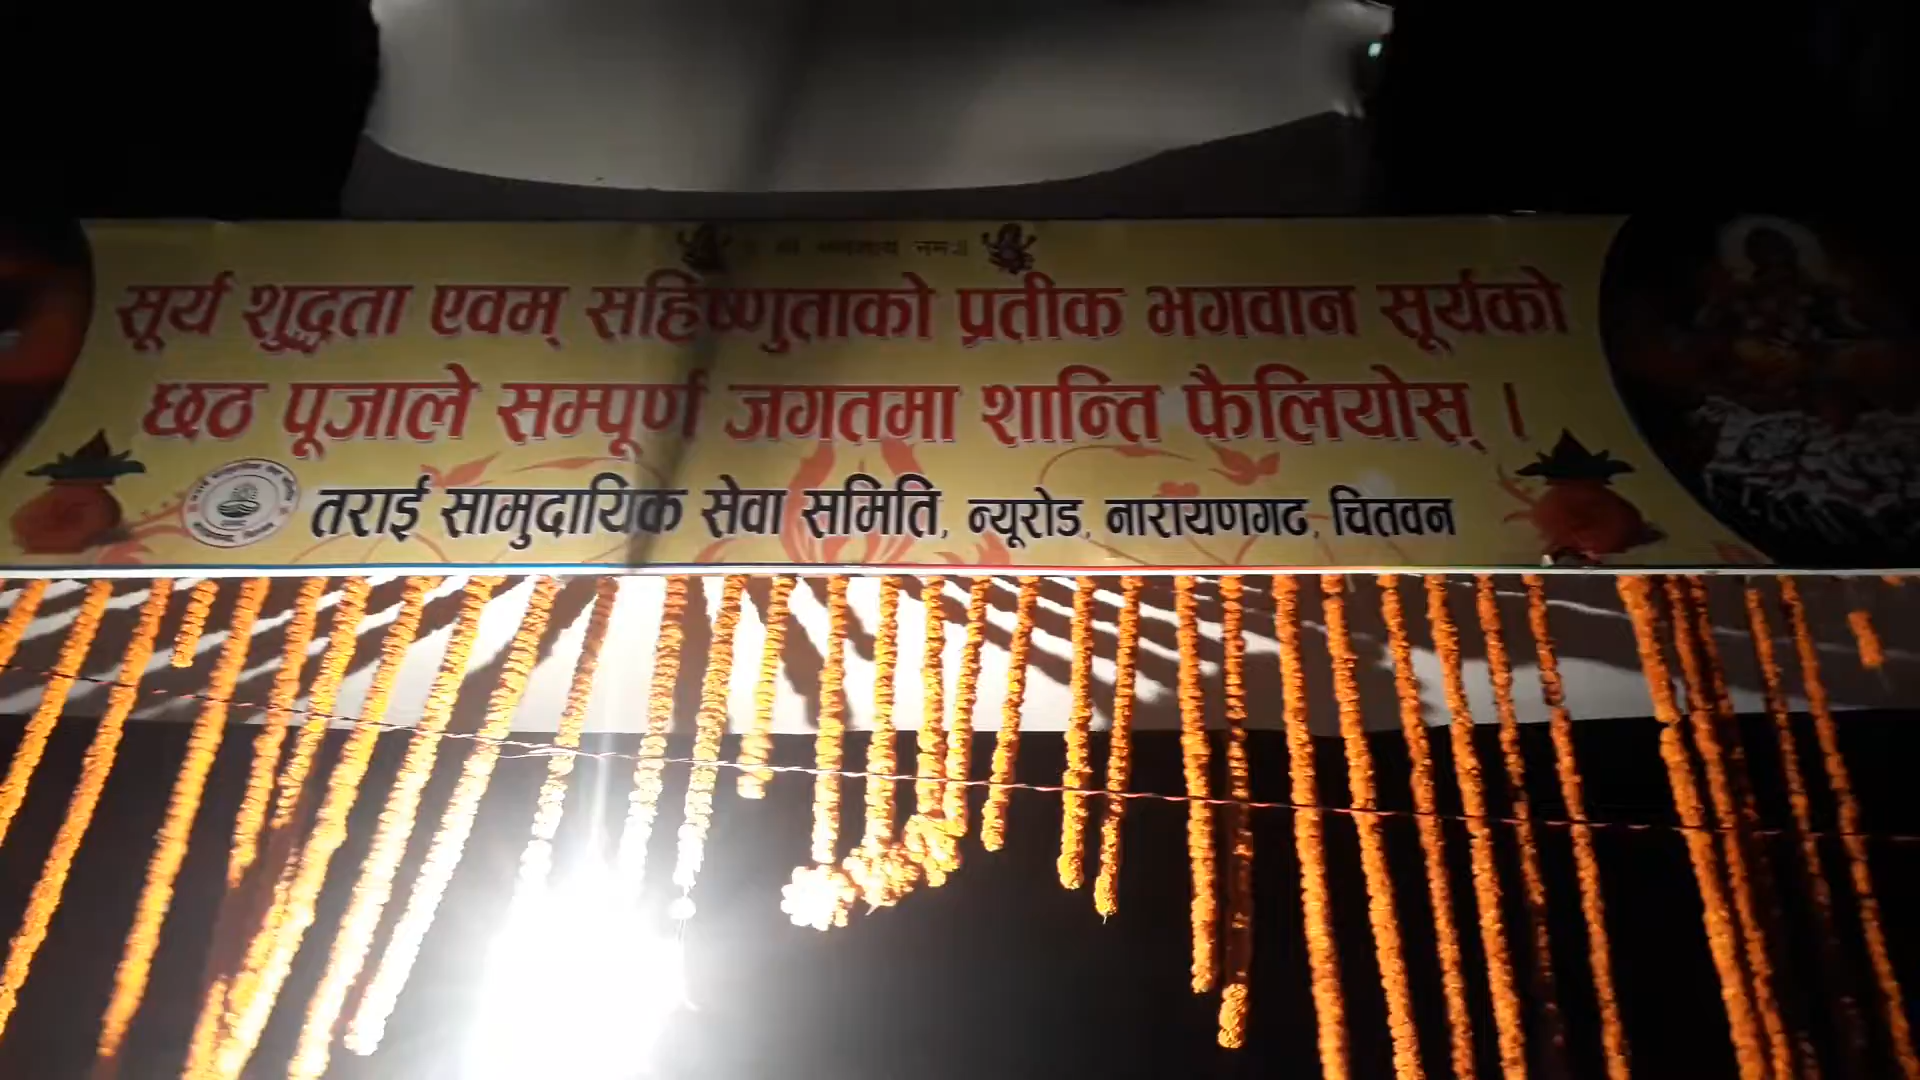 सूर्य शुद्धता एवम् सहिष्णुताको प्रतीक भगवान सूर्यको
छठ पूजाले सम्पूर्ण जगतमा शान्ति फैलियोस् ।
तराई सामुदायिक सेवा समिति, न्यूरोड, नारायणगढ, चितवन